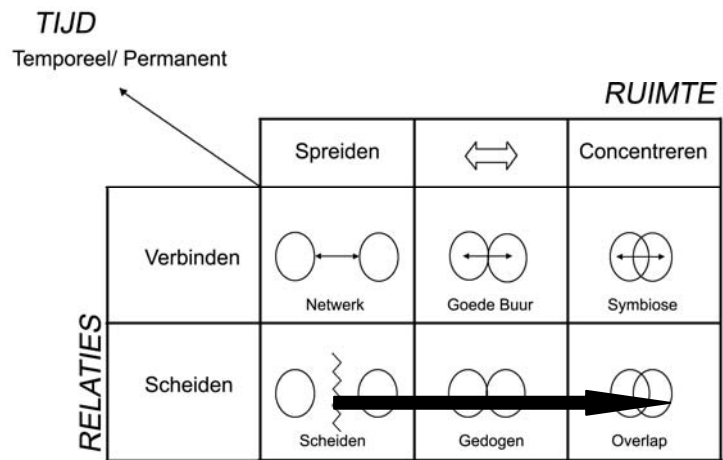 TIJD
Temporeel/ Permanent
RUIMTE
Spreiden
Concentreren
Verbinden
Netwerk
Goede Buur
Symbiose
RELATIES
Scheiden
Scheiden
Gedogen
Overlap